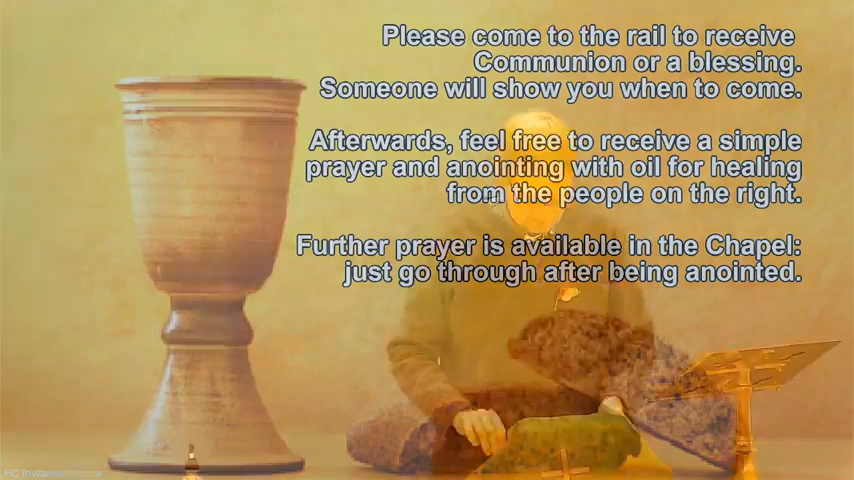 Please come to the rail to receive
Communion or a blessing.
Someone will show you when to come.
Afterwards, feel free to receive a simple
prayer and anointing with oil for healing
from the people on the right.
Further prayer is available in the Chapel:
just go through after being anointed.
HC